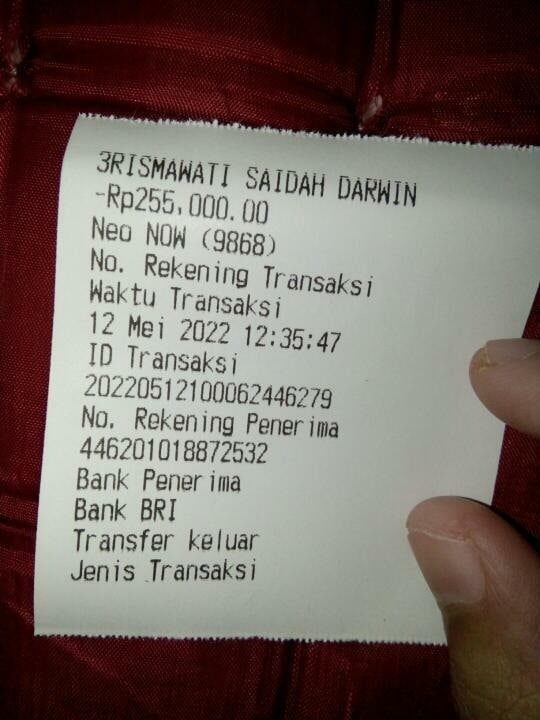 3RISMAWATI SAIDAH DARWIN
-Rp255,000.00
Neo NOW (9868)
No. Rekening Transaksi
Waktu Transaksi
12 Mei 2022 12:35:47
ID Transaksi
20220512100062446279
No. Rekening Penerima
446201018872532
Bank Penerima
Bank BRI
Transfer keluar
Jenis Transaksi